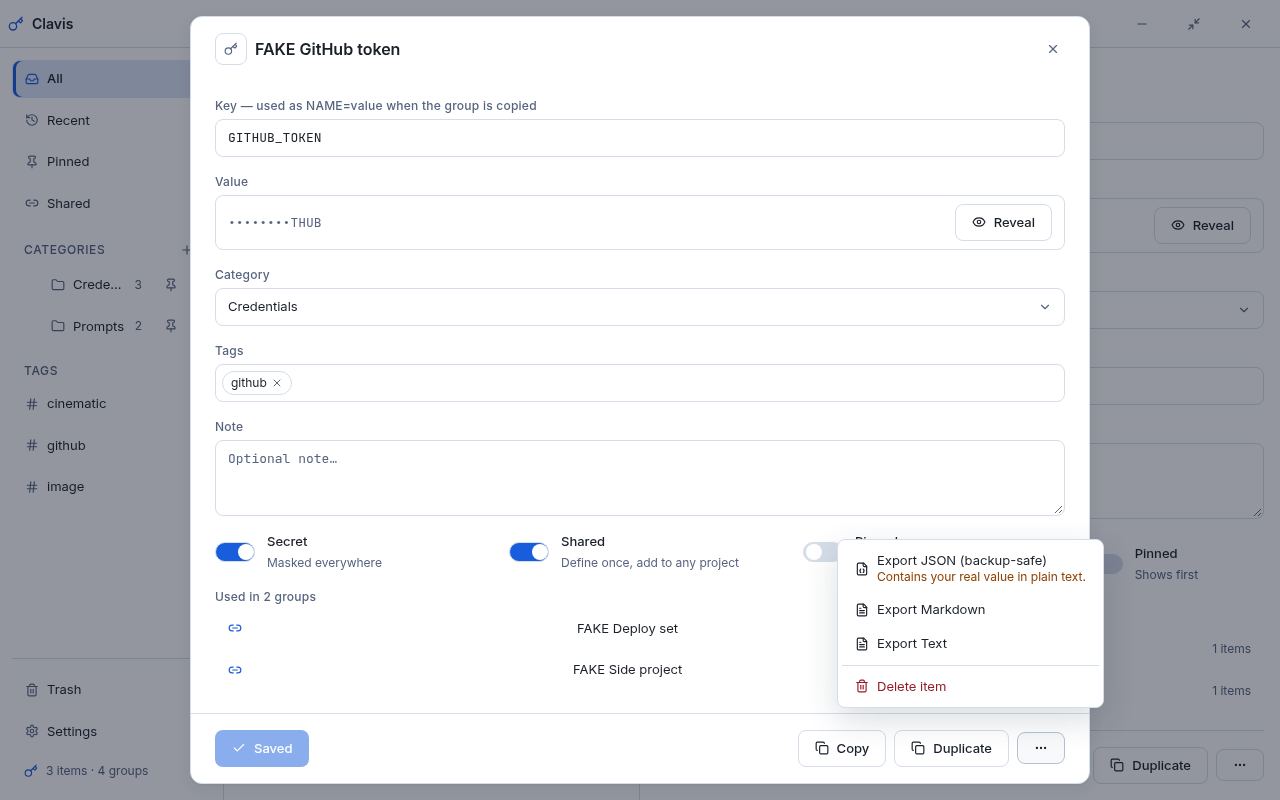 Clavis
All
Recent
Pinned
Shared
CATEGORIES
Crede... 3
Prompts 2
TAGS
# cinematic
# github
# image
Trash
Settings
3 items · 4 groups
FAKE GitHub token
Key — used as NAME=value when the group is copied
GITHUB_TOKEN
Value
••••••••THUB
Reveal
Category
Credentials
Tags
github
Note
Optional note…
Secret
Masked everywhere
Shared
Define once, add to any project
Used in 2 groups
FAKE Deploy set
FAKE Side project
Saved
Copy
Duplicate
Export JSON (backup-safe)
Contains your real value in plain text.
Export Markdown
Export Text
Delete item
Reveal
Pinned
Shows first
1 items
1 items
Duplicate